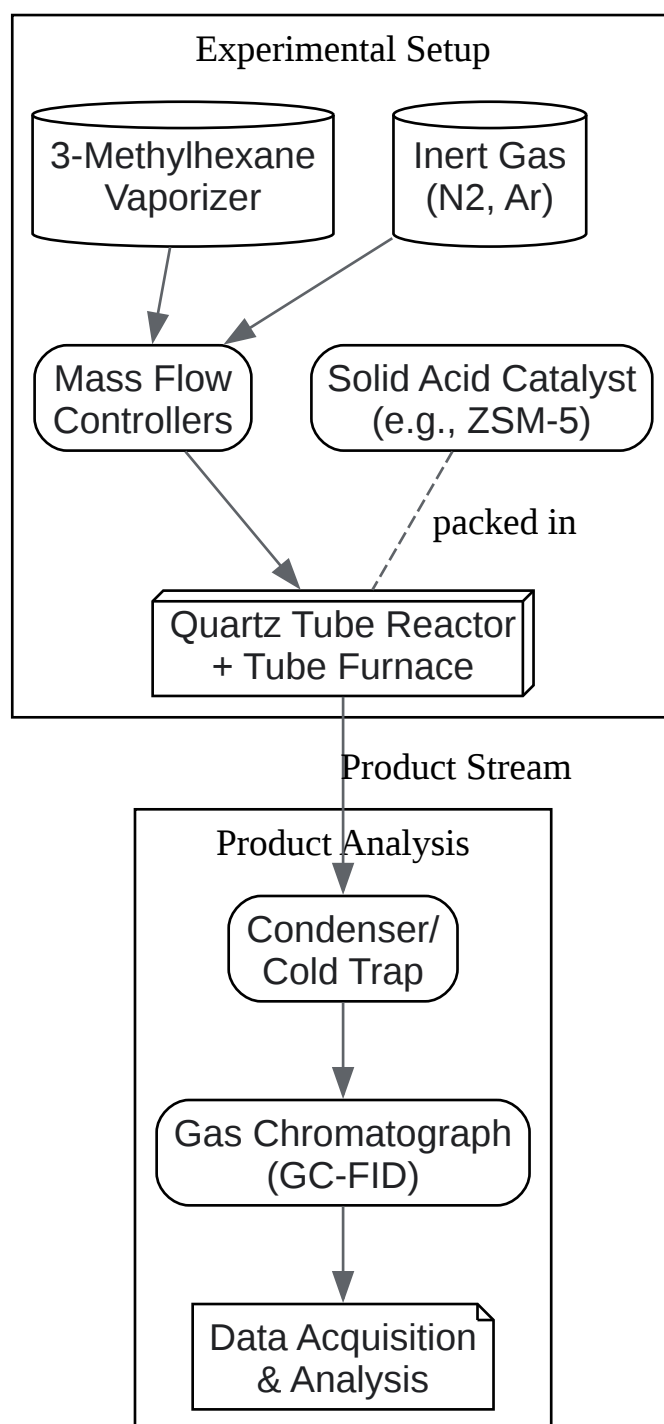 Experimental Setup
3-Methylhexane
Vaporizer
Inert Gas
(N2, Ar)
Mass Flow
Controllers
Solid Acid Catalyst
(e.g., ZSM-5)
packed in
Quartz Tube Reactor
+ Tube Furnace
Product Stream
Product Analysis
Condenser/
Cold Trap
Gas Chromatograph
(GC-FID)
Data Acquisition
& Analysis